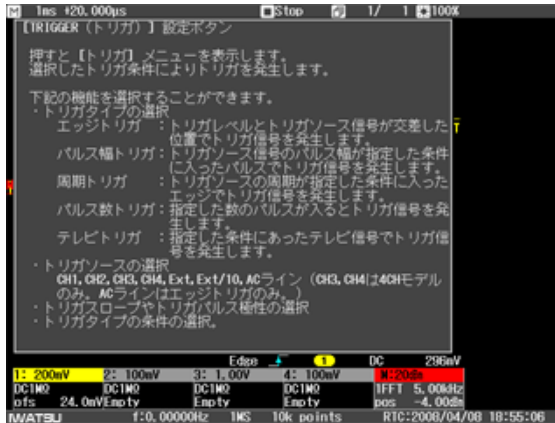 M 1ms +20.000μs ■Stop 1/ 1 100%
【TRIGGER（トリガ）】設定ボタン
押すと【トリガ】メニューを表示します。
選択したトリガ条件によりトリガを発生します。
下記の機能を選択することができます。
・トリガタイプの選択
エッジトリガ ：トリガレベルとトリガソース信号が交差した
位置でトリガ信号を発生します。
パルス幅トリガ：トリガソース信号のパルス幅が指定した条件
に入ったパルスでトリガ信号を発生します。
周期トリガ ：トリガソースの周期が指定した条件に入った
エッジでトリガ信号を発生します。
パルス数トリガ：指定した数のパルスが入るとトリガ信号を発
生します。
テレビトリガ ：指定した条件にあったテレビ信号でトリガ信
号を発生します。
・トリガソースの選択
CH1,CH2,CH3,CH4,Ext,Ext/10,ACライン（CH3,CH4は4CHモデル
のみ。ACラインはエッジトリガのみ。）
・トリガスロープやトリガパルス極性の選択
・トリガタイプの条件の選択。
T
T
Edge 1 DC 296mV
1: 200mV 2: 100mV 3: 1.00V 4: 100mV M:20dB
DC1MΩ DC1MΩ DC1MΩ DC1MΩ 1FFT 5.00kHz
ofs 24.0mV Empty Empty Empty pos -4.00dB
IWATSU f:0.00000Hz 1MS 10k points RTC:2008/04/08 18:55:06